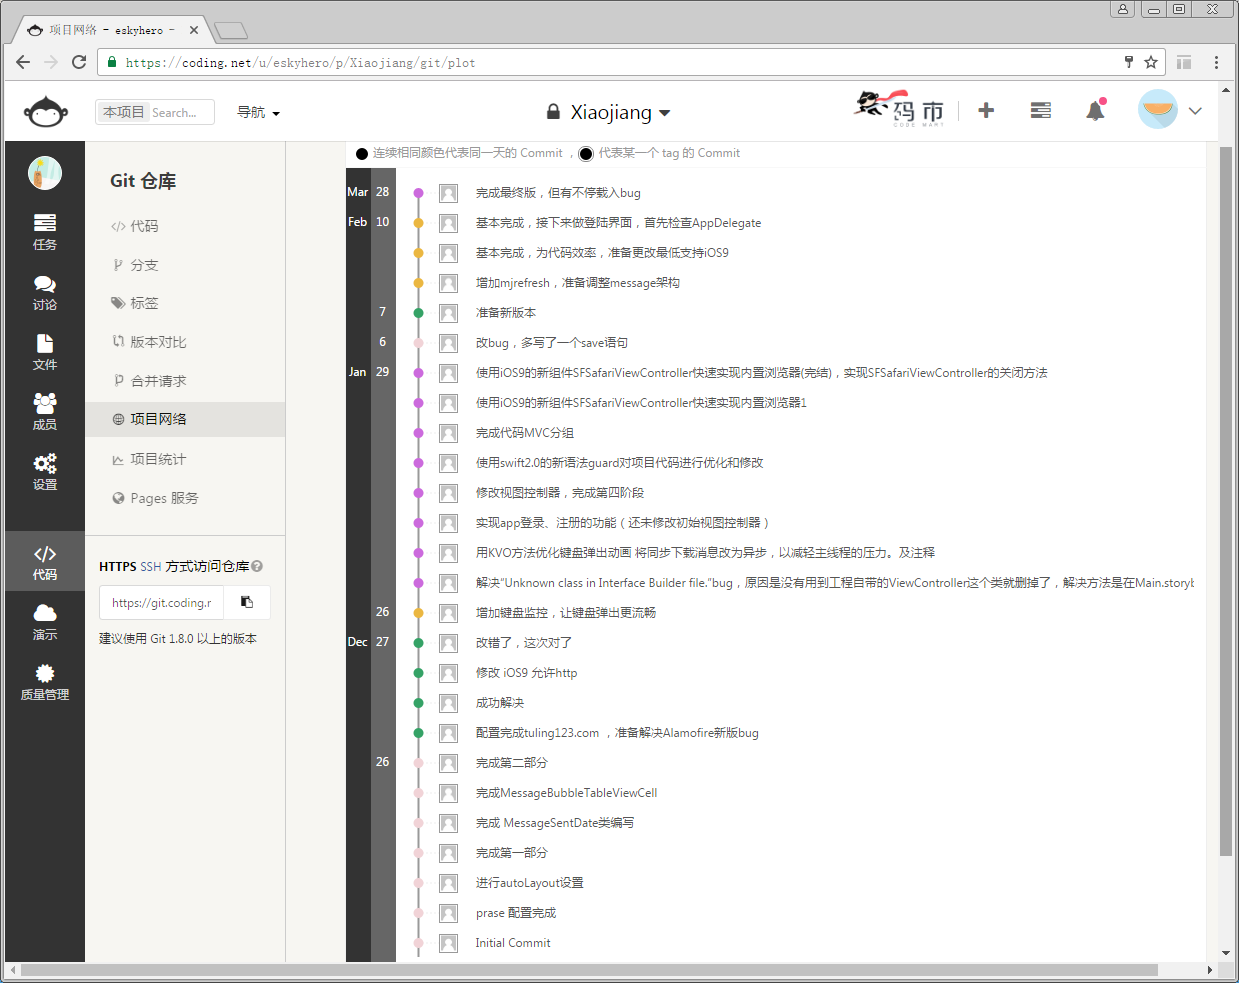 项目网络 - eskyhero -
https://coding.net/u/eskyhero/p/Xiaojiang/git/plot
本项目 Search...
导航
Xiaojiang
码市
CODE MART
任务
讨论
文件
成员
设置
代码
演示
质量管理
Git 仓库
代码
分支
标签
版本对比
合并请求
项目网络
项目统计
Pages 服务
HTTPS SSH 方式访问仓库
https://git.coding.r
建议使用 Git 1.8.0 以上的版本
连续相同颜色代表同一天的 Commit ， 代表某一个 tag 的 Commit
Mar 28 完成最终版，但有不停载入bug
Feb 10 基本完成，接下来做登陆界面，首先检查AppDelegate
基本完成，为代码效率，准备更改最低支持iOS9
增加mjrefresh，准备调整message架构
7 准备新版本
6 改bug，多写了一个save语句
Jan 29 使用iOS9的新组件SFSafariViewController快速实现内置浏览器(完结)，实现SFSafariViewController的关闭方法
使用iOS9的新组件SFSafariViewController快速实现内置浏览器1
完成代码MVC分组
使用swift2.0的新语法guard对项目代码进行优化和修改
修改视图控制器，完成第四阶段
实现app登录、注册的功能（还未修改初始视图控制器）
用KVO方法优化键盘弹出动画 将同步下载消息改为异步，以减轻主线程的压力。及注释
解决“Unknown class in Interface Builder file.”bug，原因是没有用到工程自带的ViewController这个类就删掉了，解决方法是在Main.storyb
26 增加键盘监控，让键盘弹出更流畅
Dec 27 改错了，这次对了
修改 iOS9 允许http
成功解决
配置完成tuling123.com ，准备解决Alamofire新版bug
26 完成第二部分
完成MessageBubbleTableViewCell
完成 MessageSentDate类编写
完成第一部分
进行autoLayout设置
prase 配置完成
Initial Commit